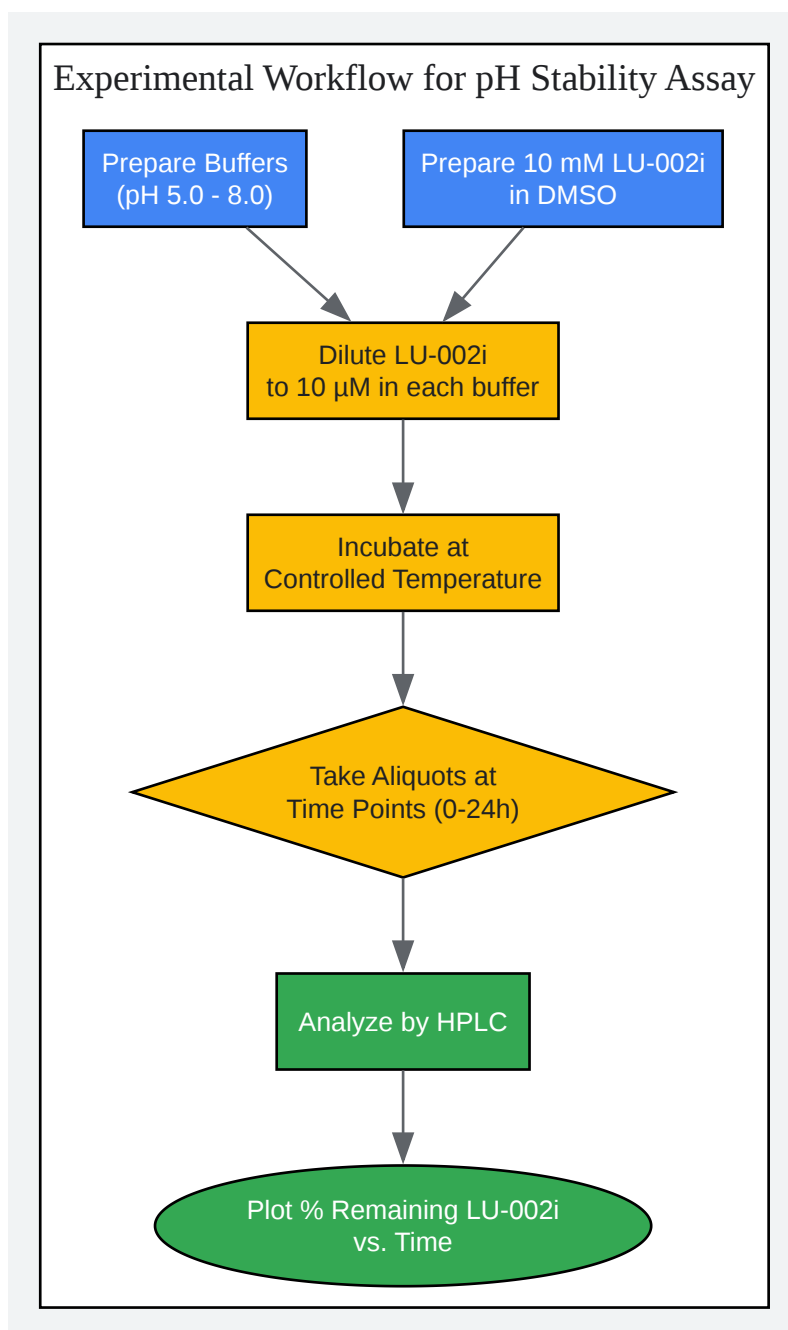 Experimental Workflow for pH Stability Assay
Prepare Buffers
(pH 5.0 - 8.0)
Prepare 10 mM LU-002i
in DMSO
Dilute LU-002i
to 10 µM in each buffer
Incubate at
Controlled Temperature
Take Aliquots at
Time Points (0-24h)
Analyze by HPLC
Plot % Remaining LU-002i
vs. Time